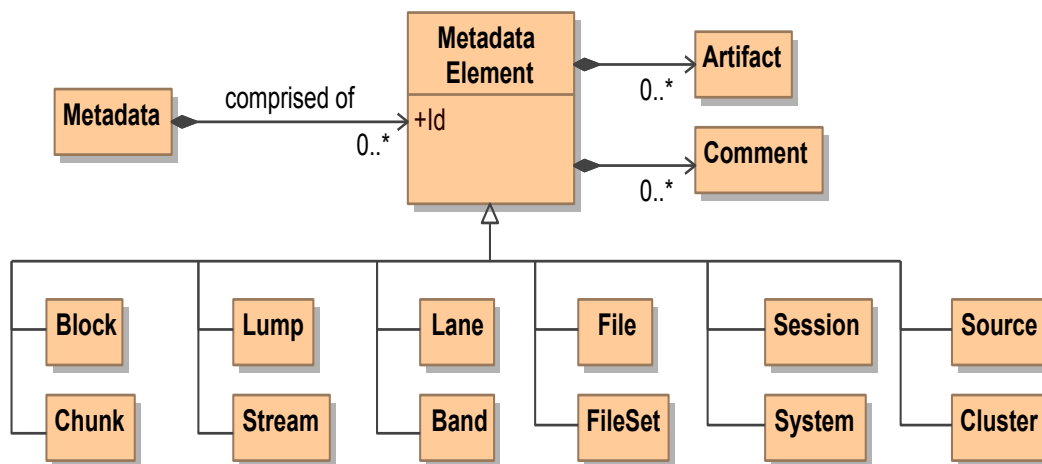 Metadata
Element
+Id
Metadata
comprised of
0..*
Artifact
0..*
Comment
0..*
Block
Lump
Lane
File
Session
Source
Chunk
Stream
Band
FileSet
System
Cluster